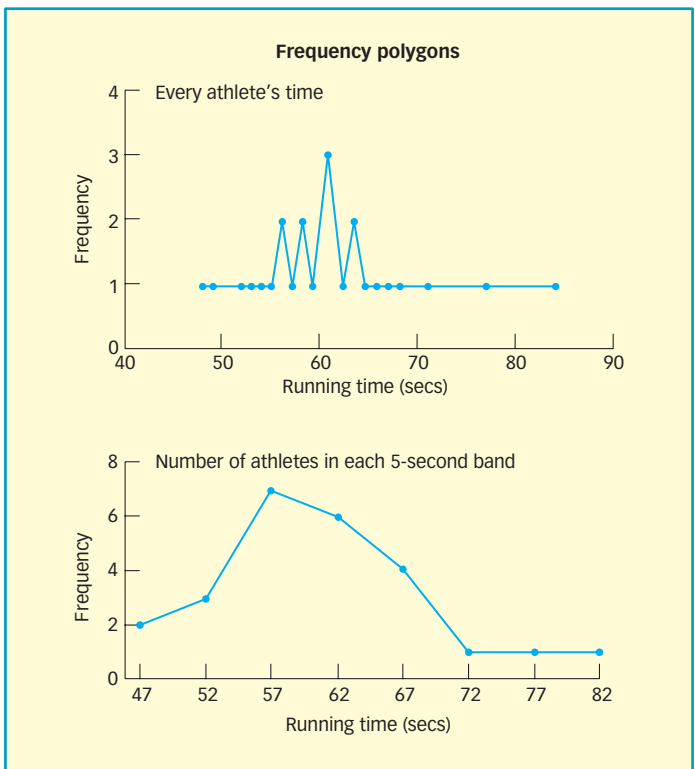 Frequency polygons
Every athlete's time
4
3
2
1
0
Frequency
40 50 60 70 80 90
Running time (secs)
Number of athletes in each 5-second band
8
6
4
2
0
Frequency
47 52 57 62 67 72 77 82
Running time (secs)